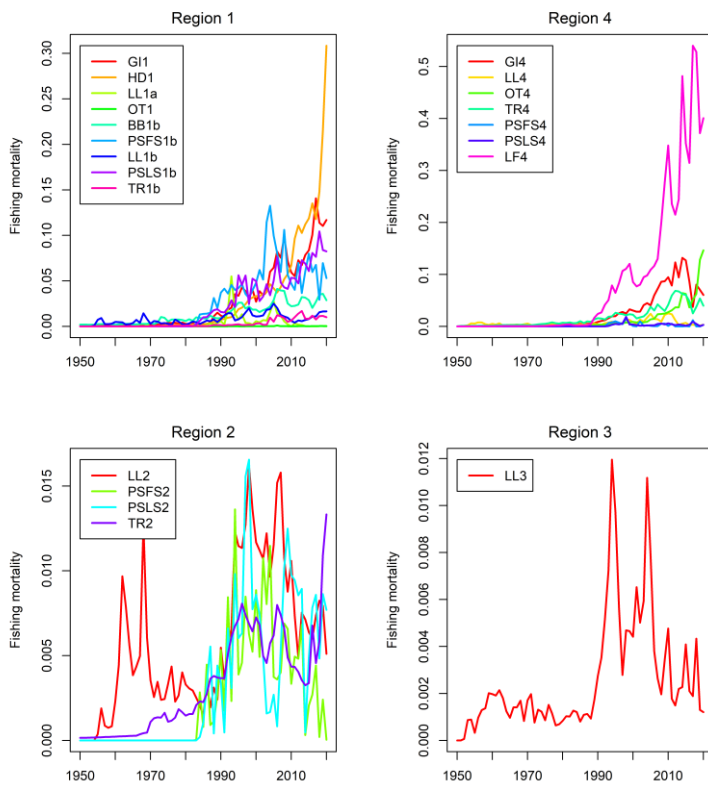 Region 1
Fishing mortality
0.30
0.25
0.20
0.15
0.10
0.05
0.00
GI1
HD1
LL1a
OT1
BB1b
PSFS1b
LL1b
PSLS1b
TR1b
1950 1970 1990 2010
Region 4
Fishing mortality
0.5
0.4
0.3
0.2
0.1
0.0
GI4
LL4
OT4
TR4
PSFS4
PSLS4
LF4
1950 1970 1990 2010
Region 2
Fishing mortality
0.015
0.010
0.005
0.000
LL2
PSFS2
PSLS2
TR2
1950 1970 1990 2010
Region 3
Fishing mortality
0.012
0.010
0.008
0.006
0.004
0.002
0.000
LL3
1950 1970 1990 2010